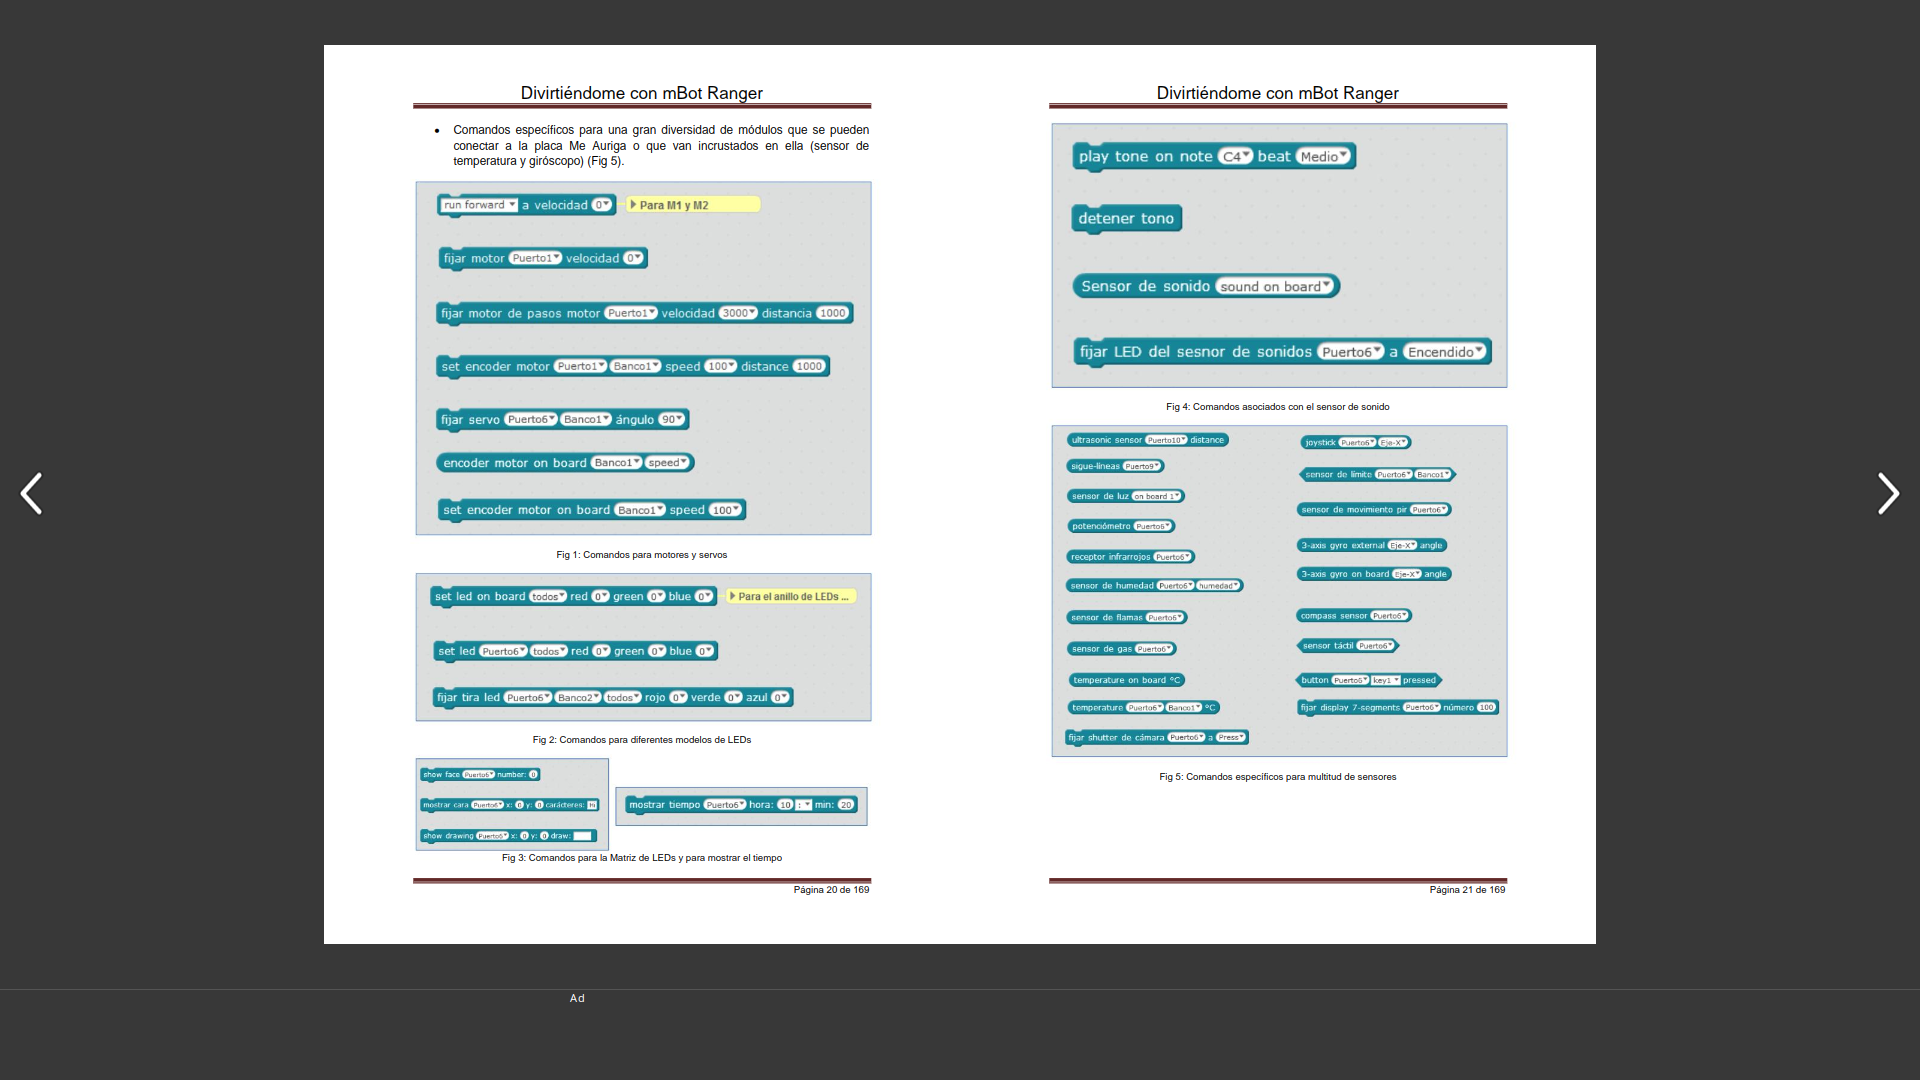 Divirtiéndome con mBot Ranger
• Comandos específicos para una gran diversidad de módulos que se pueden
conectar a la placa Me Auriga o que van incrustados en ella (sensor de
temperatura y giróscopo) (Fig 5).
run forward a velocidad 0 Para M1 y M2
fijar motor Puerto1 velocidad 0
fijar motor de pasos motor Puerto1 velocidad 3000 distancia 1000
set encoder motor Puerto1 Banco1 speed 100 distance 1000
fijar servo Puerto6 Banco1 ángulo 90
encoder motor on board Banco1 speed
set encoder motor on board Banco1 speed 100
Fig 1: Comandos para motores y servos
set led on board todos red 0 green 0 blue 0 Para el anillo de LEDs ...
set led Puerto6 todos red 0 green 0 blue 0
fijar tira led Puerto6 Banco2 todos rojo 0 verde 0 azul 0
Fig 2: Comandos para diferentes modelos de LEDs
show face Puerto6 number: 0
mostrar cara Puerto6 x: 0 y: 0 carácteres: hi
show drawing Puerto6 x: 0 y: 0 draw:
mostrar tiempo Puerto6 hora: 10 : min: 20
Fig 3: Comandos para la Matriz de LEDs y para mostrar el tiempo
Página 20 de 169
Divirtiéndome con mBot Ranger
play tone on note C4 beat Medio
detener tono
Sensor de sonido sound on board
fijar LED del sesnor de sonidos Puerto6 a Encendido
Fig 4: Comandos asociados con el sensor de sonido
ultrasonic sensor Puerto10 distance
sigue-líneas Puerto9
sensor de luz on board 1
potenciómetro Puerto6
receptor infrarrojos Puerto6
sensor de humedad Puerto6 humedad
sensor de flamas Puerto6
sensor de gas Puerto6
temperature on board °C
temperature Puerto6 Banco1 °C
fijar shutter de cámara Puerto6 a Press
joystick Puerto6 Eje-X
sensor de límite Puerto6 Banco1
sensor de movimiento pir Puerto6
3-axis gyro external Eje-X angle
3-axis gyro on board Eje-X angle
compass sensor Puerto6
sensor táctil Puerto6
button Puerto6 key1 pressed
fijar display 7-segments Puerto6 número 100
Fig 5: Comandos específicos para multitud de sensores
Página 21 de 169
Ad